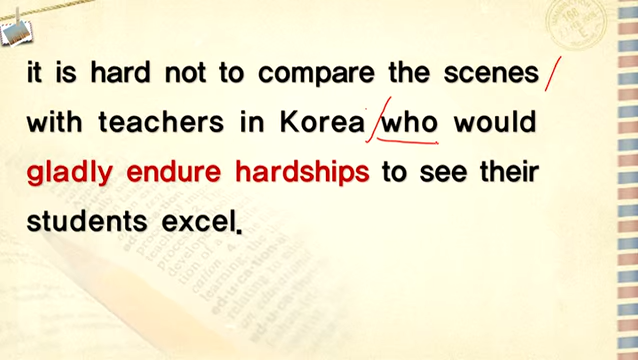 it is hard not to compare the scenes
with teachers in Korea who would
gladly endure hardships to see their
students excel.